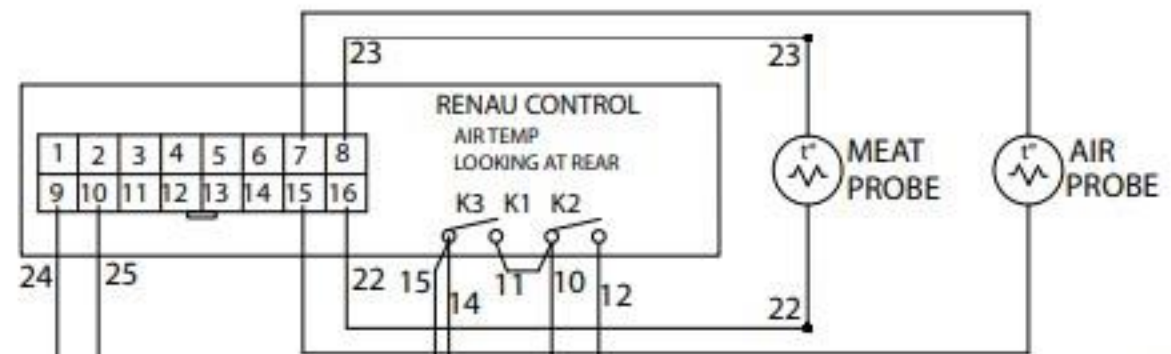 23
23
RENAU CONTROL
AIR TEMP
LOOKING AT REAR
1 2 3 4 5 6 7 8
9 10 11 12 13 14 15 16
K3 K1 K2
t°
MEAT
PROBE
t°
AIR
PROBE
24
25
22
15
14
11
10
12
22